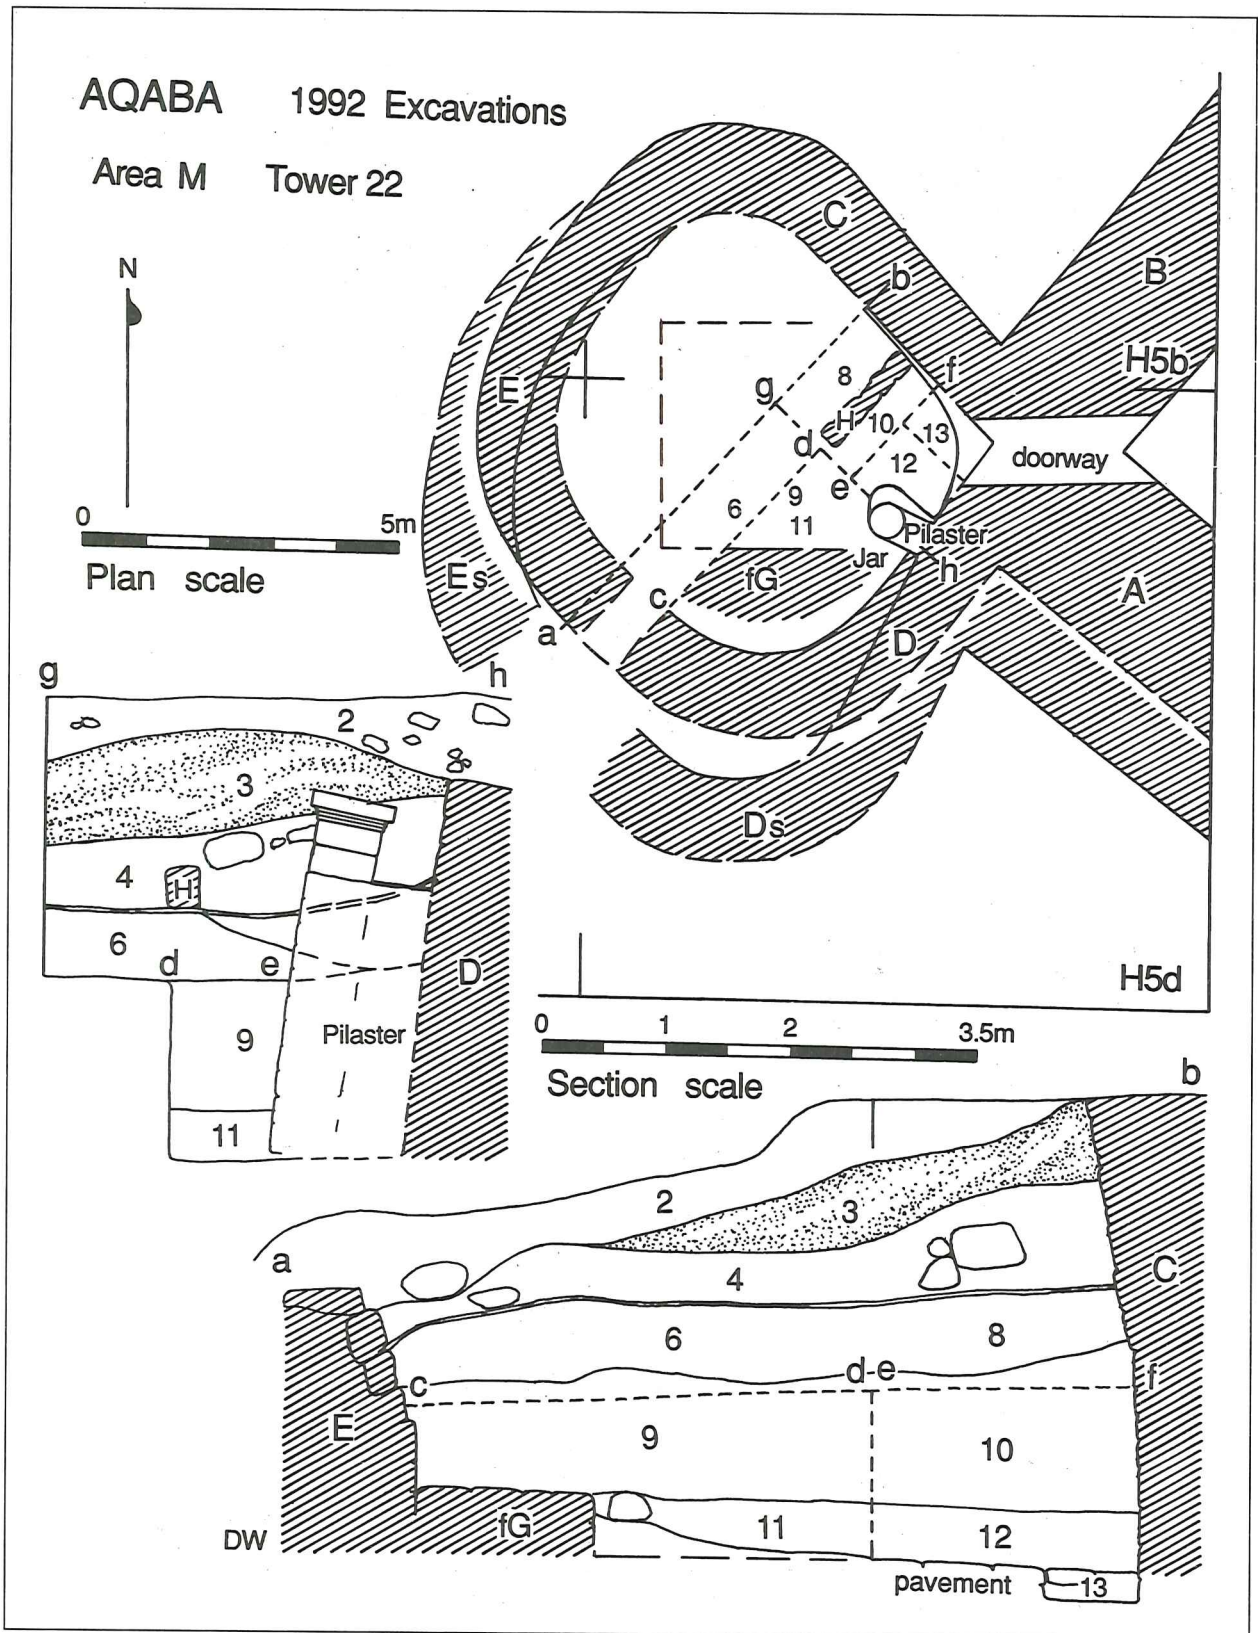 AQABA 1992 Excavations
Area M Tower 22
N
0 5m
Plan scale
C
B
b
H5b
f
E
8
g
H 10 13
d
12
doorway
e
9
6
11
Pilaster
Jar
h
Es
fG
c
A
a
D
Ds
H5d
g
h
2
3
4
H
6
d
e
D
9
Pilaster
11
0 1 2 3.5m
Section scale
b
2
3
a
4
C
6
8
c
d-e
f
E
9
10
fG
11
12
DW
pavement
13